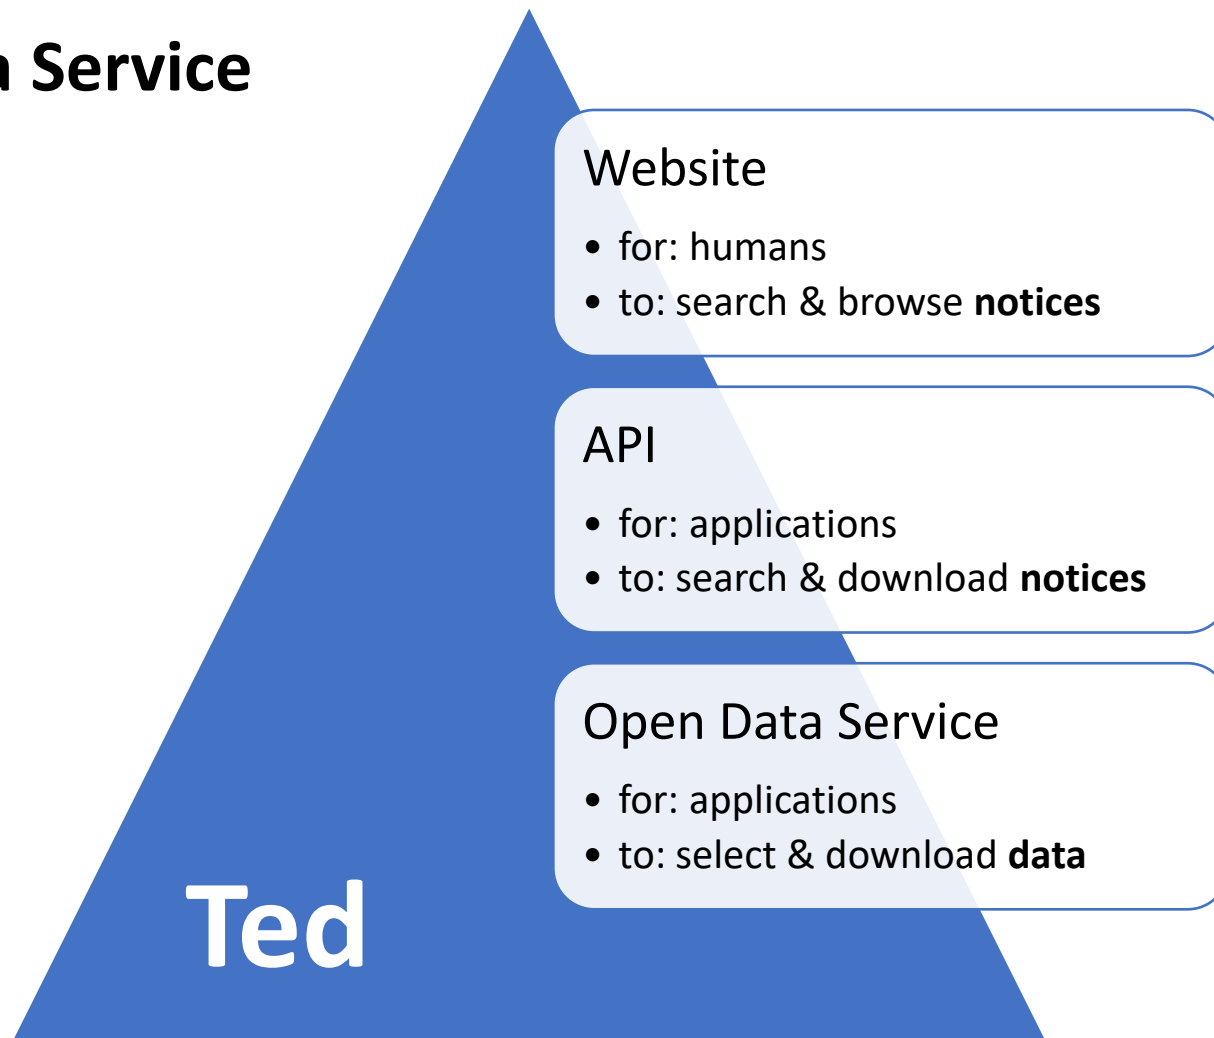 a Service
Website
• for: humans
• to: search & browse notices
API
• for: applications
• to: search & download notices
Open Data Service
• for: applications
• to: select & download data
Ted